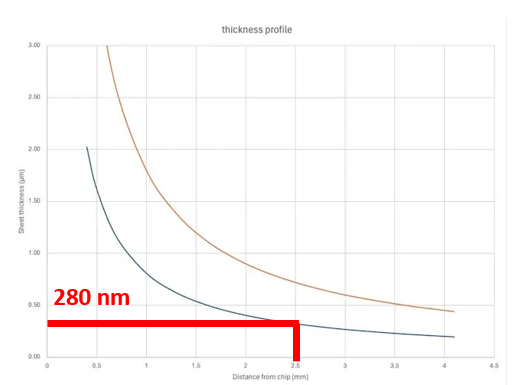 thickness profile
3.00
2.50
2.00
1.50
1.00
0.50
0.00
Sheet thickness (μm)
280 nm
0 0.5 1 1.5 2 2.5 3 3.5 4 4.5
Distance from chip (mm)